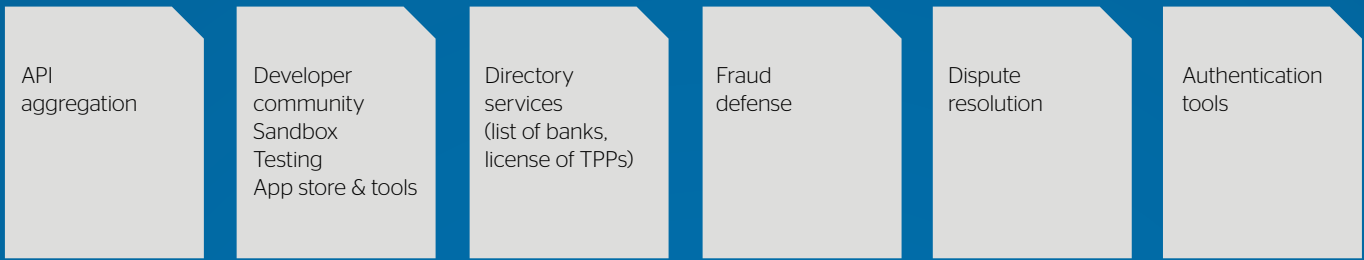 API
aggregation
Developer
community
Sandbox
Testing
App store & tools
Directory
services
(list of banks,
license of TPPs)
Fraud
defense
Dispute
resolution
Authentication
tools